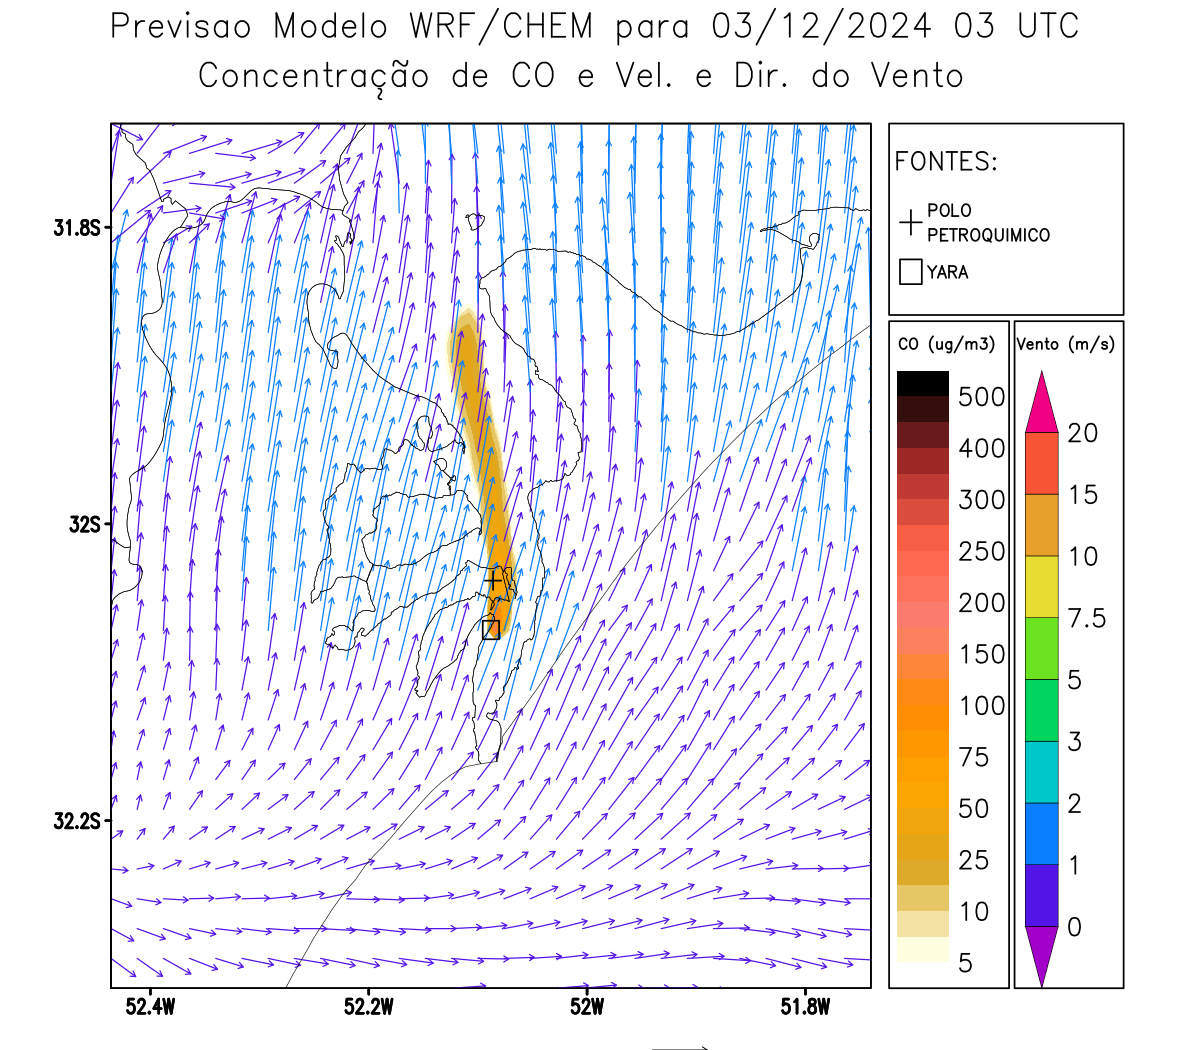 Previsao Modelo WRF/CHEM para 03/12/2024 03 UTC
Concentração de CO e Vel. e Dir. do Vento
FONTES:
POLO
PETROQUIMICO
YARA
CO (ug/m3)
500
400
300
250
200
150
100
75
50
25
10
5
Vento (m/s)
20
15
10
7.5
5
3
2
1
0
31.8S
32S
32.2S
52.4W
52.2W
52W
51.8W